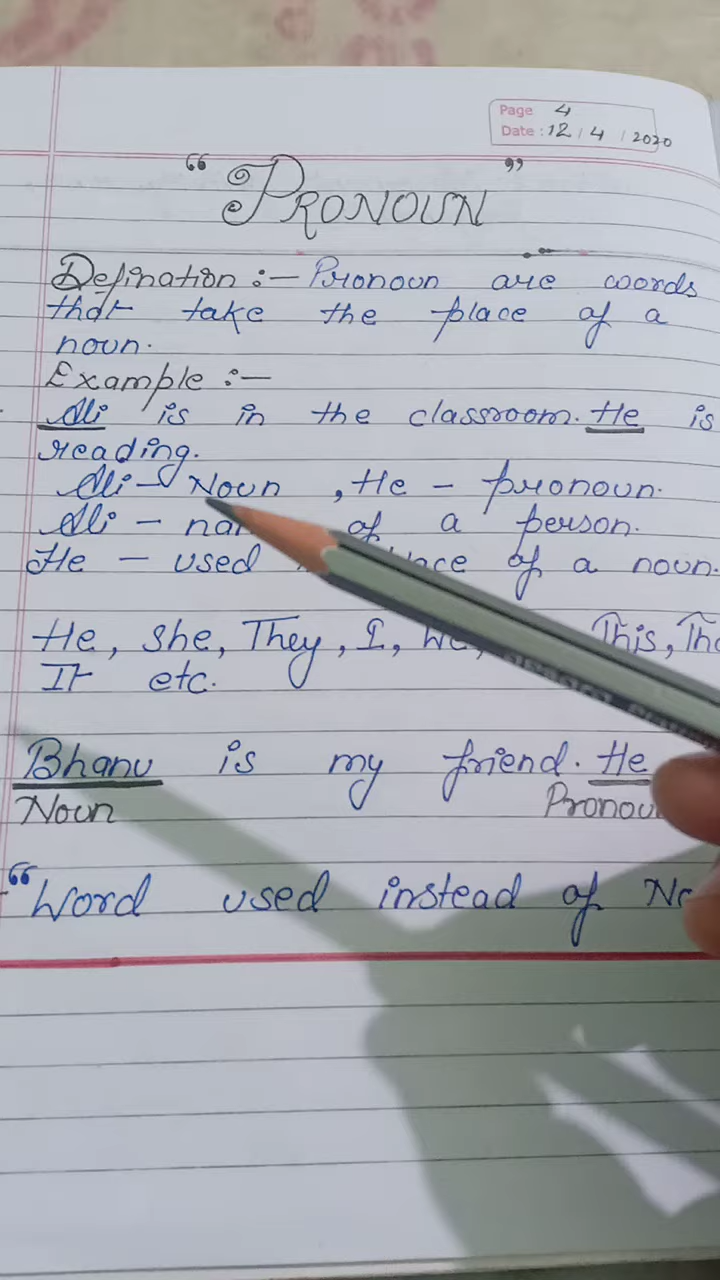 Page 4
Date : 12 / 4 / 2020
“ PRONOUN ”
Defination :- Pronoun are words
that take the place of a
noun.
Example :-
Ali is in the classroom. He is
reading.
Ali - Noun , He - pronoun.
Ali - of a person.
He - used of a noun.
He, She, They, I, This,
It etc.
Bhanu is my friend. He
Noun
“Word used instead of